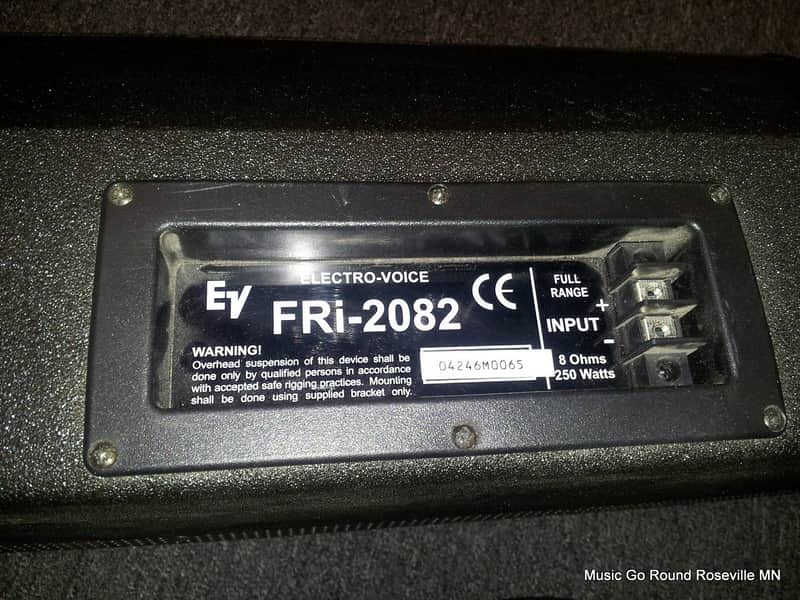 ELECTRO-VOICE
EV
FRi-2082
CE
FULL
RANGE
+
INPUT
-
8 Ohms
250 Watts
WARNING!
Overhead suspension of this device shall be
done only by qualified persons in accordance
with accepted safe rigging practices. Mounting
shall be done using supplied bracket only.
04246M0065
Music Go Round Roseville MN